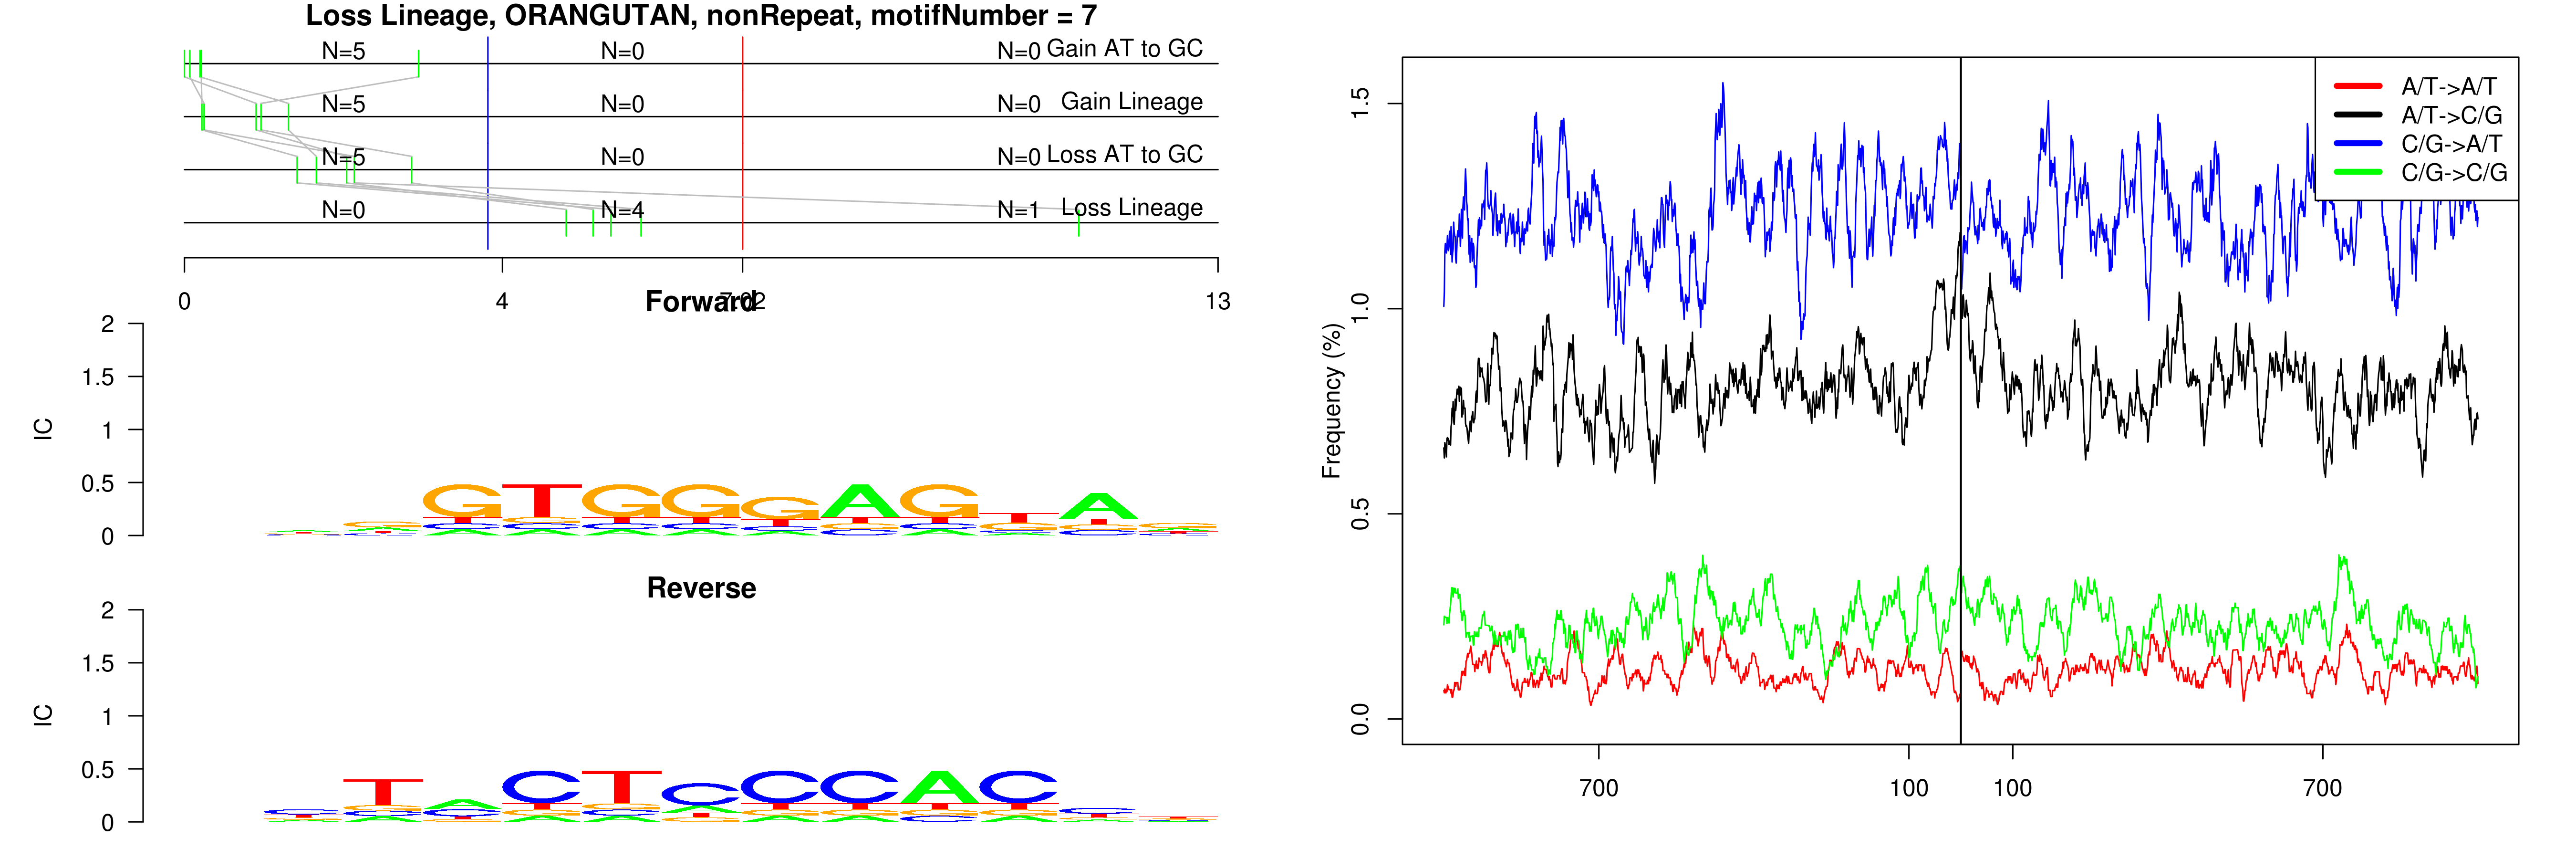 Loss Lineage, ORANGUTAN, nonRepeat, motifNumber = 7
N=5 N=0 N=0 Gain AT to GC
N=5 N=0 N=0 Gain Lineage
N=5 N=0 N=0 Loss AT to GC
N=0 N=4 N=1 Loss Lineage
0 4 7.02 13
Forward
2
1.5
1
0.5
0
IC
GTGGGAGTA
Reverse
2
1.5
1
0.5
0
IC
TACTCCCAC
A/T->A/T
A/T->C/G
C/G->A/T
C/G->C/G
Frequency (%)
1.5
1.0
0.5
0.0
700 100 100 700